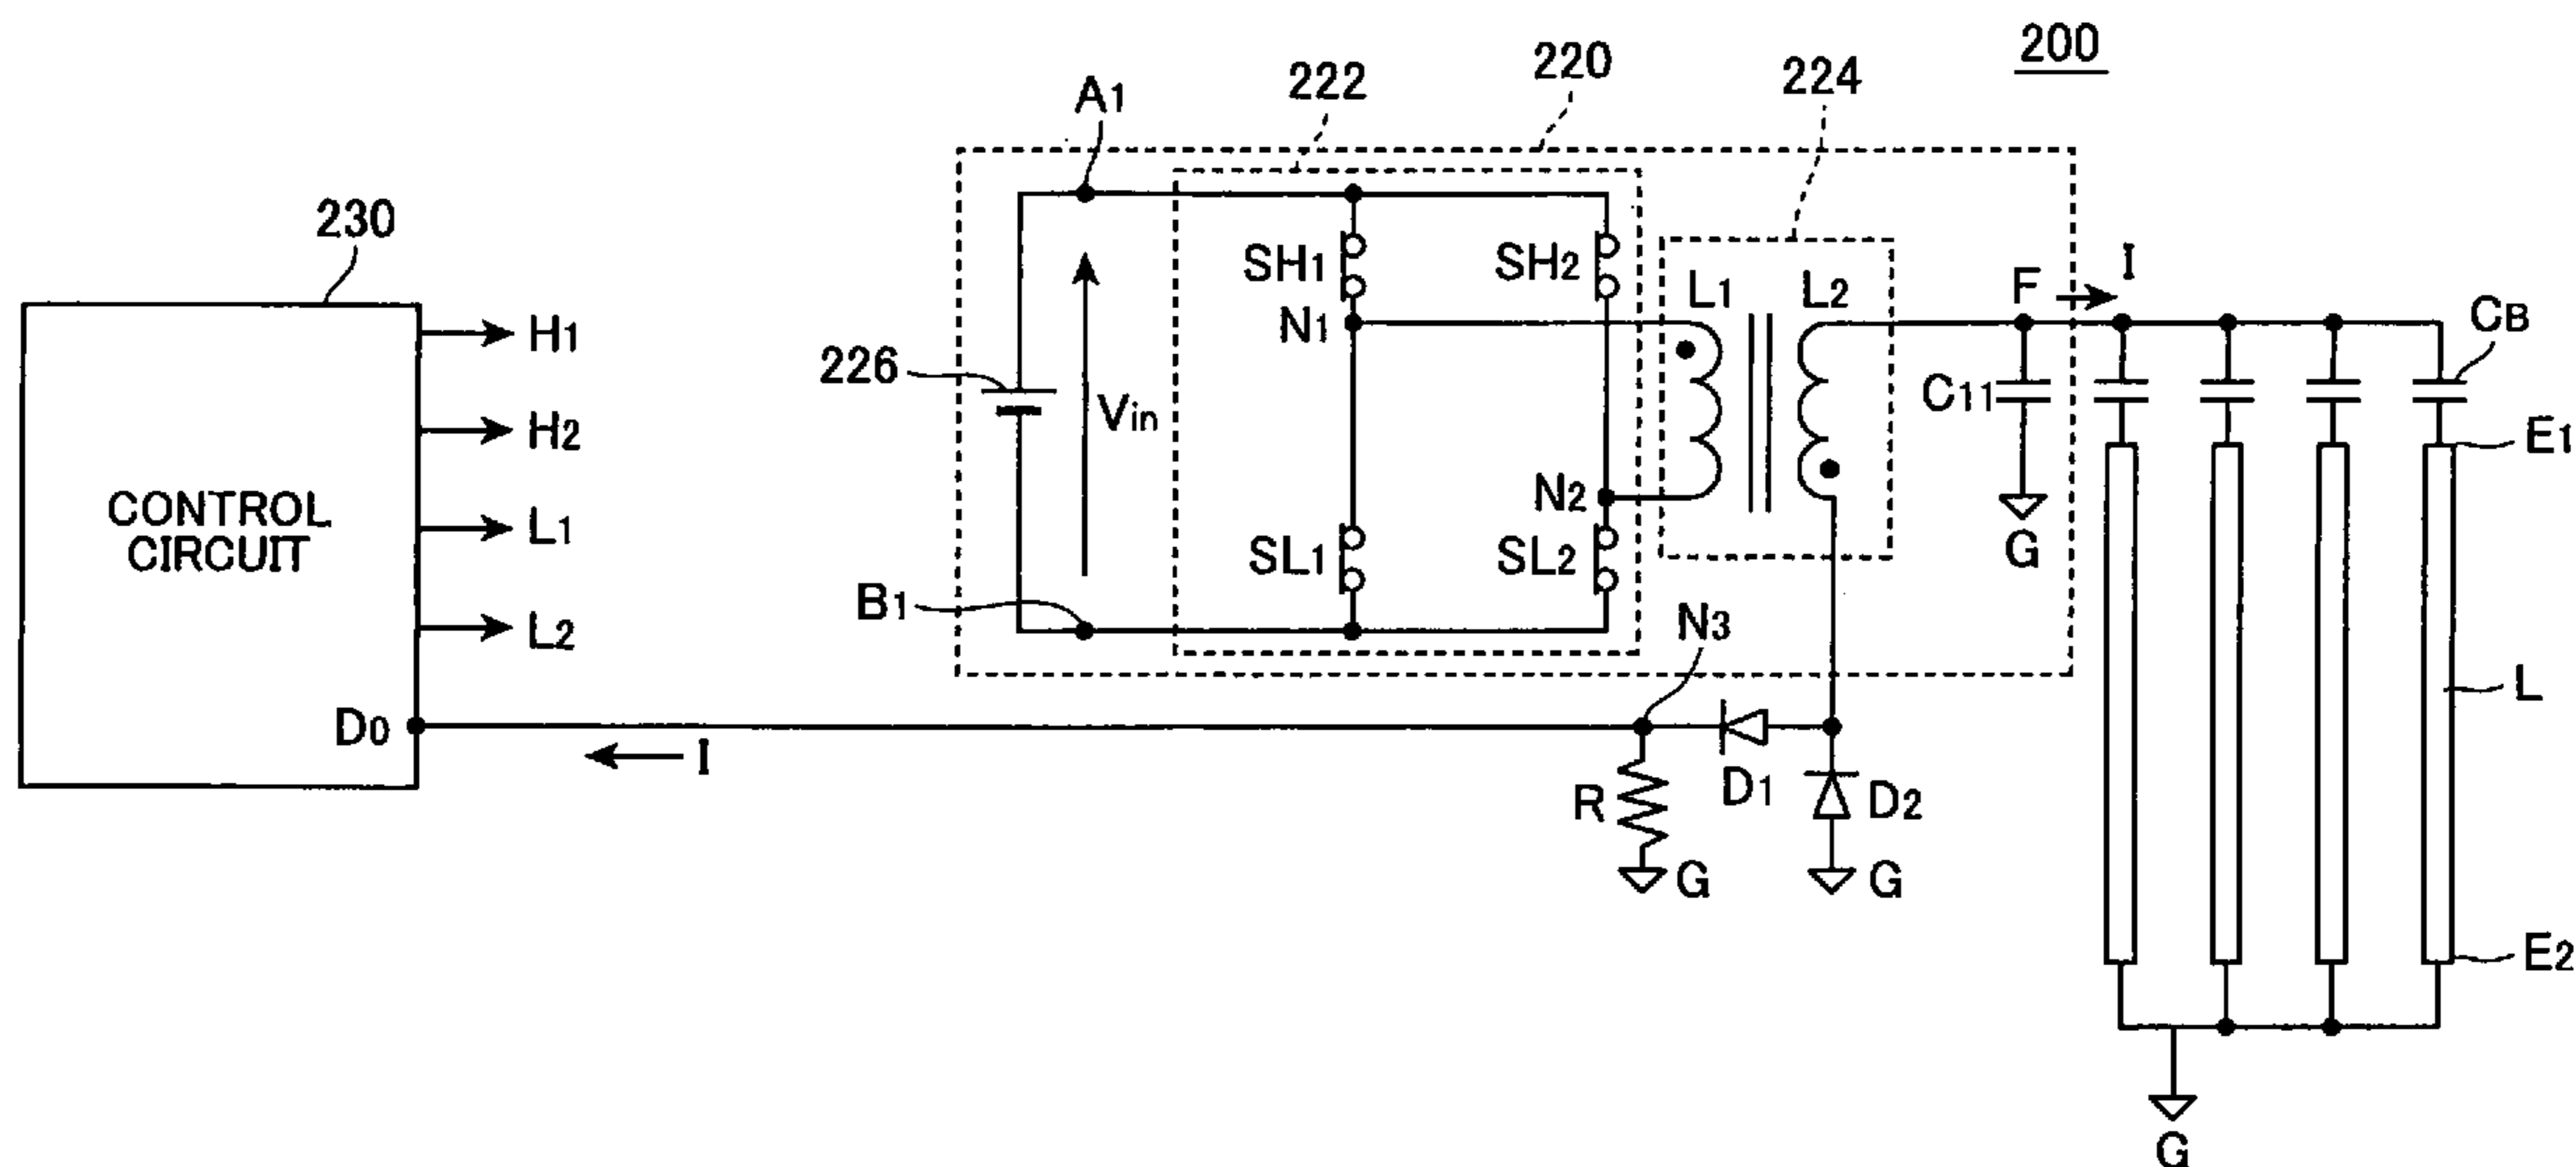 200
220
222
224
A1
230
H1
H2
L1
L2
CONTROL
CIRCUIT
D0
I
226
Vin
B1
SH1
SH2
N1
N2
SL1
SL2
L1
L2
F
I
C11
G
CB
E1
L
E2
G
N3
R
G
D1
D2
G